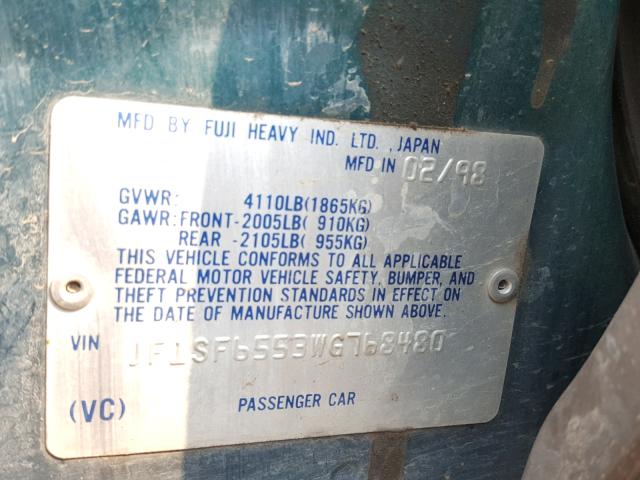 MFD BY FUJI HEAVY IND. LTD. ,JAPAN
MFD IN 02/98
GVWR: 4110LB(1865KG)
GAWR:FRONT-2005LB( 910KG)
REAR -2105LB( 955KG)
THIS VEHICLE CONFORMS TO ALL APPLICABLE
FEDERAL MOTOR VEHICLE SAFETY, BUMPER, AND
THEFT PREVENTION STANDARDS IN EFFECT ON
THE DATE OF MANUFACTURE SHOWN ABOVE.
VIN JF1SF6553WG768480
(VC) PASSENGER CAR